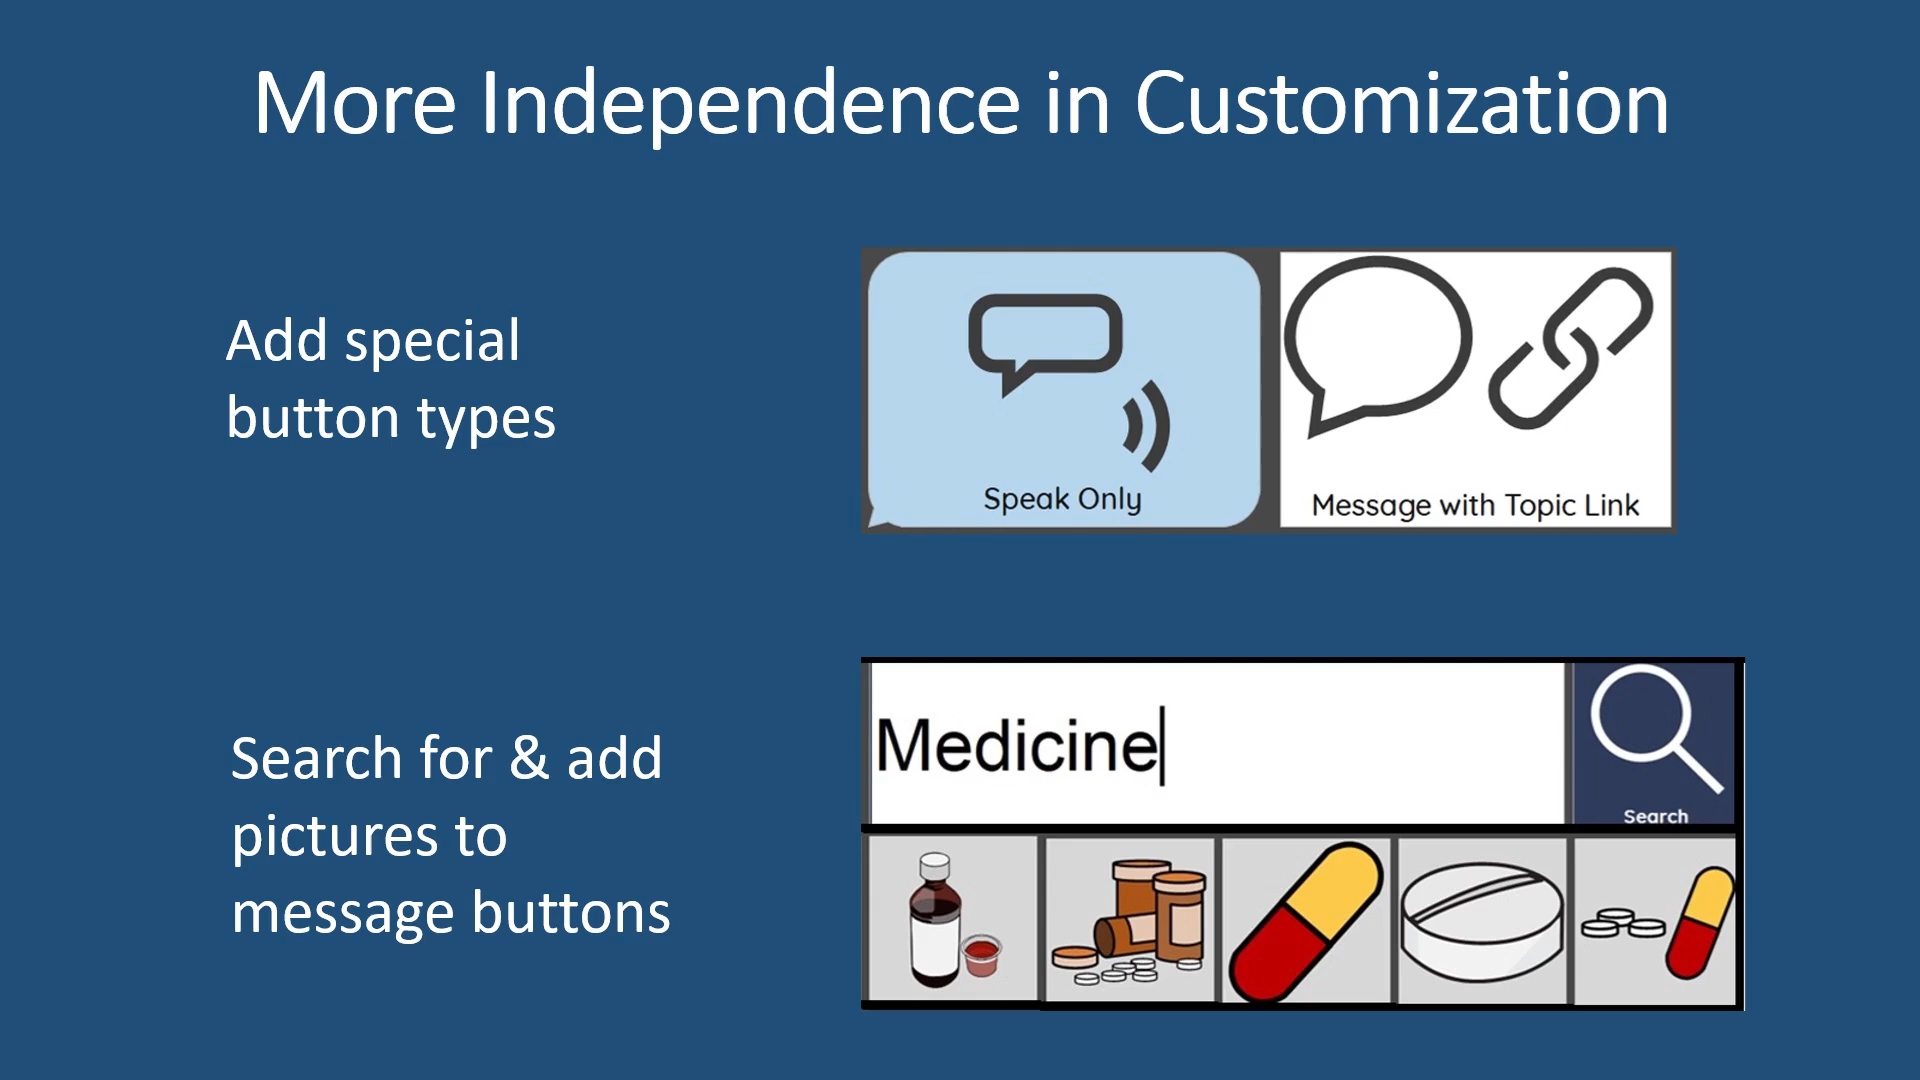 More Independence in Customization
Add special
button types
Speak Only
Message with Topic Link
Search for & add
pictures to
message buttons
Medicine
Search